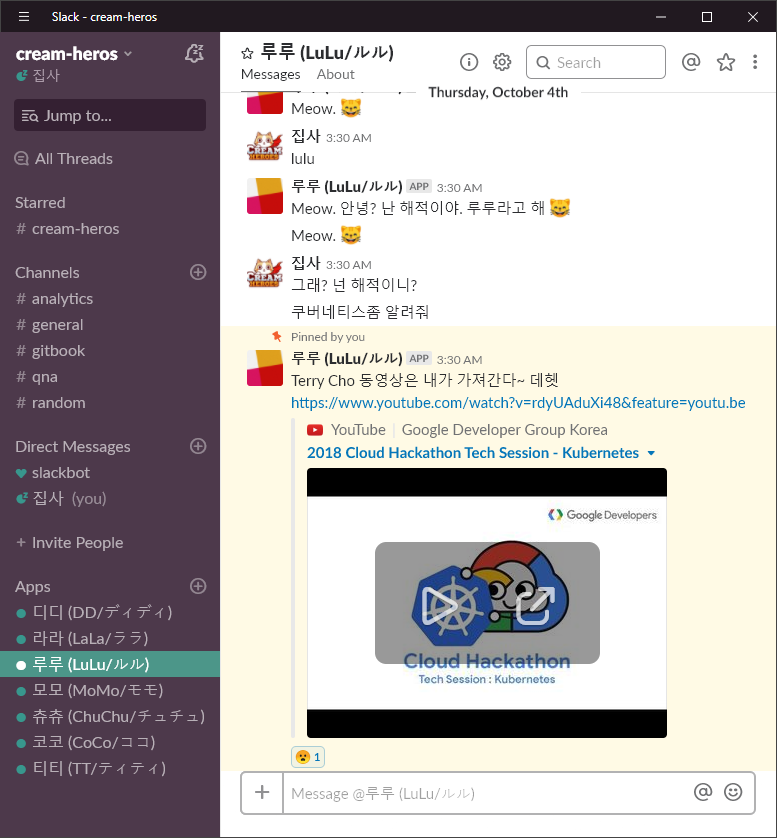 Slack - cream-heros
cream-heros
집사
Jump to...
All Threads
Starred
# cream-heros
Channels
# analytics
# general
# gitbook
# qna
# random
Direct Messages
slackbot
집사 (you)
+ Invite People
Apps
디디 (DD/ディディ)
라라 (LaLa/ララ)
루루 (LuLu/ルル)
모모 (MoMo/モモ)
츄츄 (ChuChu/チュチュ)
코코 (CoCo/ココ)
티티 (TT/ティティ)
루루 (LuLu/ルル)
Messages About
Search
Thursday, October 4th
Meow.
집사 3:30 AM
lulu
루루 (LuLu/ルル) APP 3:30 AM
Meow. 안녕? 난 해적이야. 루루라고 해
Meow.
집사 3:30 AM
그래? 넌 해적이니?
쿠버네티스좀 알려줘
Pinned by you
루루 (LuLu/ルル) APP 3:30 AM
Terry Cho 동영상은 내가 가져간다~ 데헷
https://www.youtube.com/watch?v=rdyUAduXi48&feature=youtu.be
YouTube | Google Developer Group Korea
2018 Cloud Hackathon Tech Session - Kubernetes
Google Developers
Cloud Hackathon
Tech Session : Kubernetes
1
Message @루루 (LuLu/ルル)
CREAM HEROES
CREAM HEROES